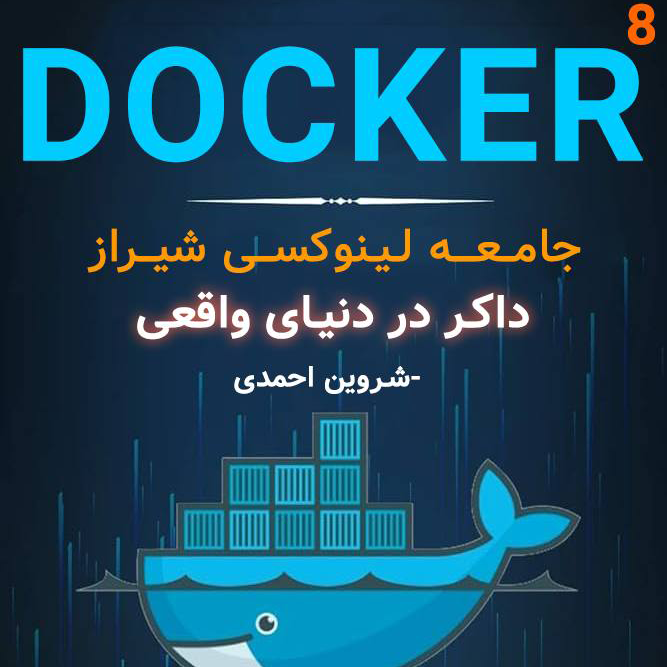 8
DOCKER
جامعه لینوکسی شیراز
داکر در دنیای واقعی
-شروین احمدی